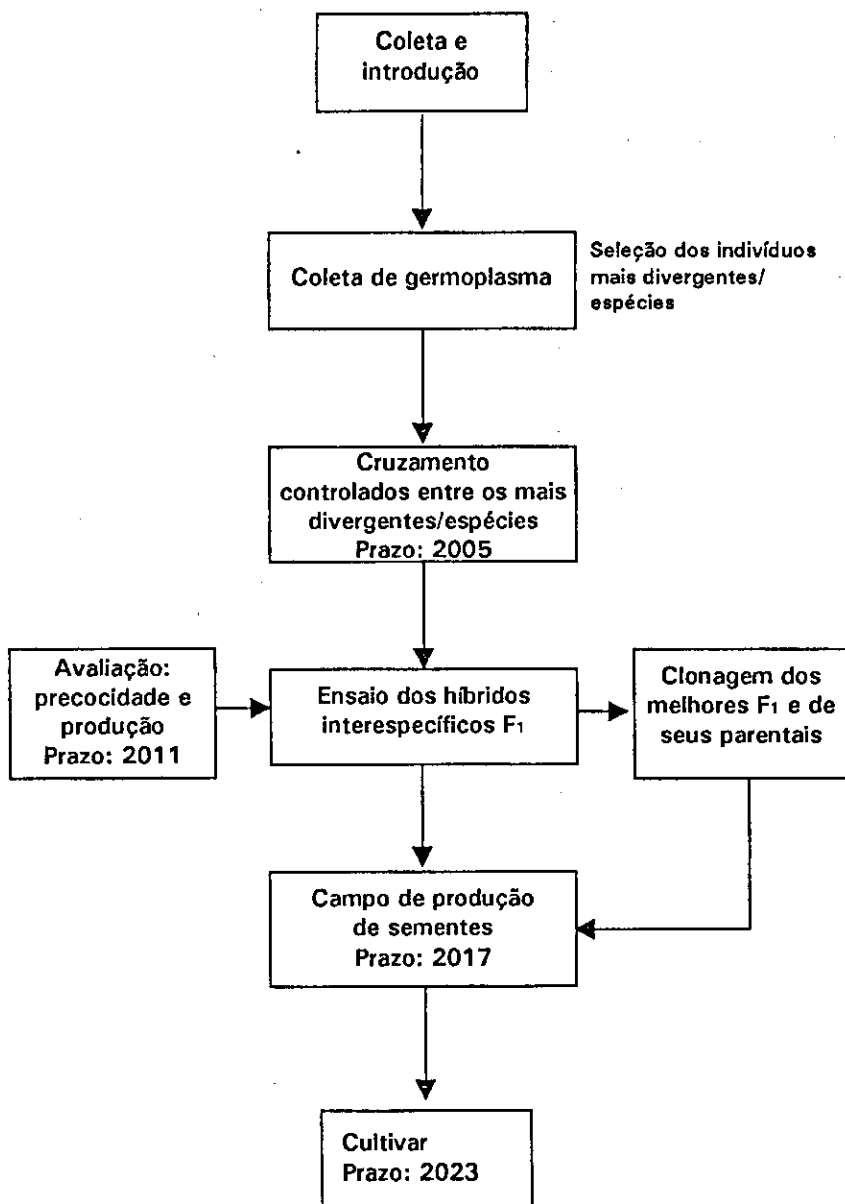 Coleta e
introdução
Coleta de germoplasma
Seleção dos indivíduos
mais divergentes/
espécies
Cruzamento
controlados entre os mais
divergentes/espécies
Prazo: 2005
Avaliação:
precocidade e
produção
Prazo: 2011
Ensaio dos híbridos
interespecíficos F₁
Clonagem dos
melhores F₁ e de
seus parentais
Campo de produção
de sementes
Prazo: 2017
Cultivar
Prazo: 2023